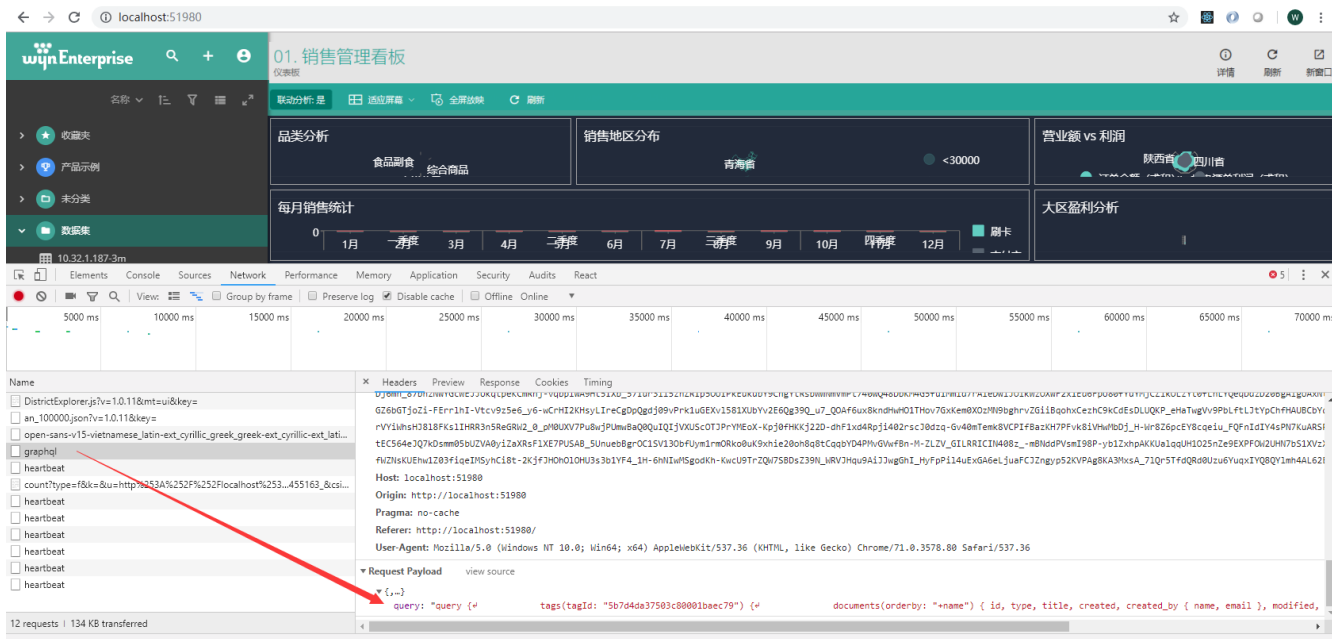 localhost:51980
W
wyn Enterprise
01. 销售管理看板
仪表板
详情
刷新
新窗口
名称
联动分析: 是
适应屏幕
全屏放映
刷新
收藏夹
产品示例
未分类
数据集
10.32.1.187-3m
品类分析
食品副食
综合商品
销售地区分布
青海省
<30000
营业额 vs 利润
陕西省
四川省
每月销售统计
0
1月
3月
4月
6月
7月
9月
10月
12月
刷卡
大区盈利分析
Elements Console Sources Network Performance Memory Application Security Audits React
5
View: Group by frame Preserve log Disable cache Offline Online
5000 ms 10000 ms 15000 ms 20000 ms 25000 ms 30000 ms 35000 ms 40000 ms 45000 ms 50000 ms 55000 ms 60000 ms 65000 ms 70000 m
Name
DistrictExplorer.js?v=1.0.11&mt=ui&key=
an_100000.json?v=1.0.11&key=
open-sans-v15-vietnamese_latin-ext_cyrillic_greek_greek-ext_cyrillic-ext_lati...
graphql
heartbeat
count?type=f&k=&u=http%253A%252F%252Flocalhost%253...455163_&csi...
heartbeat
heartbeat
heartbeat
heartbeat
heartbeat
heartbeat
12 requests | 134 KB transferred
× Headers Preview Response Cookies Timing
Host: localhost:51980
Origin: http://localhost:51980
Pragma: no-cache
Referer: http://localhost:51980/
User-Agent: Mozilla/5.0 (Windows NT 10.0; Win64; x64) AppleWebKit/537.36 (KHTML, like Gecko) Chrome/71.0.3578.80 Safari/537.36
Request Payload view source
{,…}
query: "query {↵ tags(tagId: "5b7d4da37503c80001baec79") {↵ documents(orderby: "+name") { id, type, title, created, created_by { name, email }, modified,